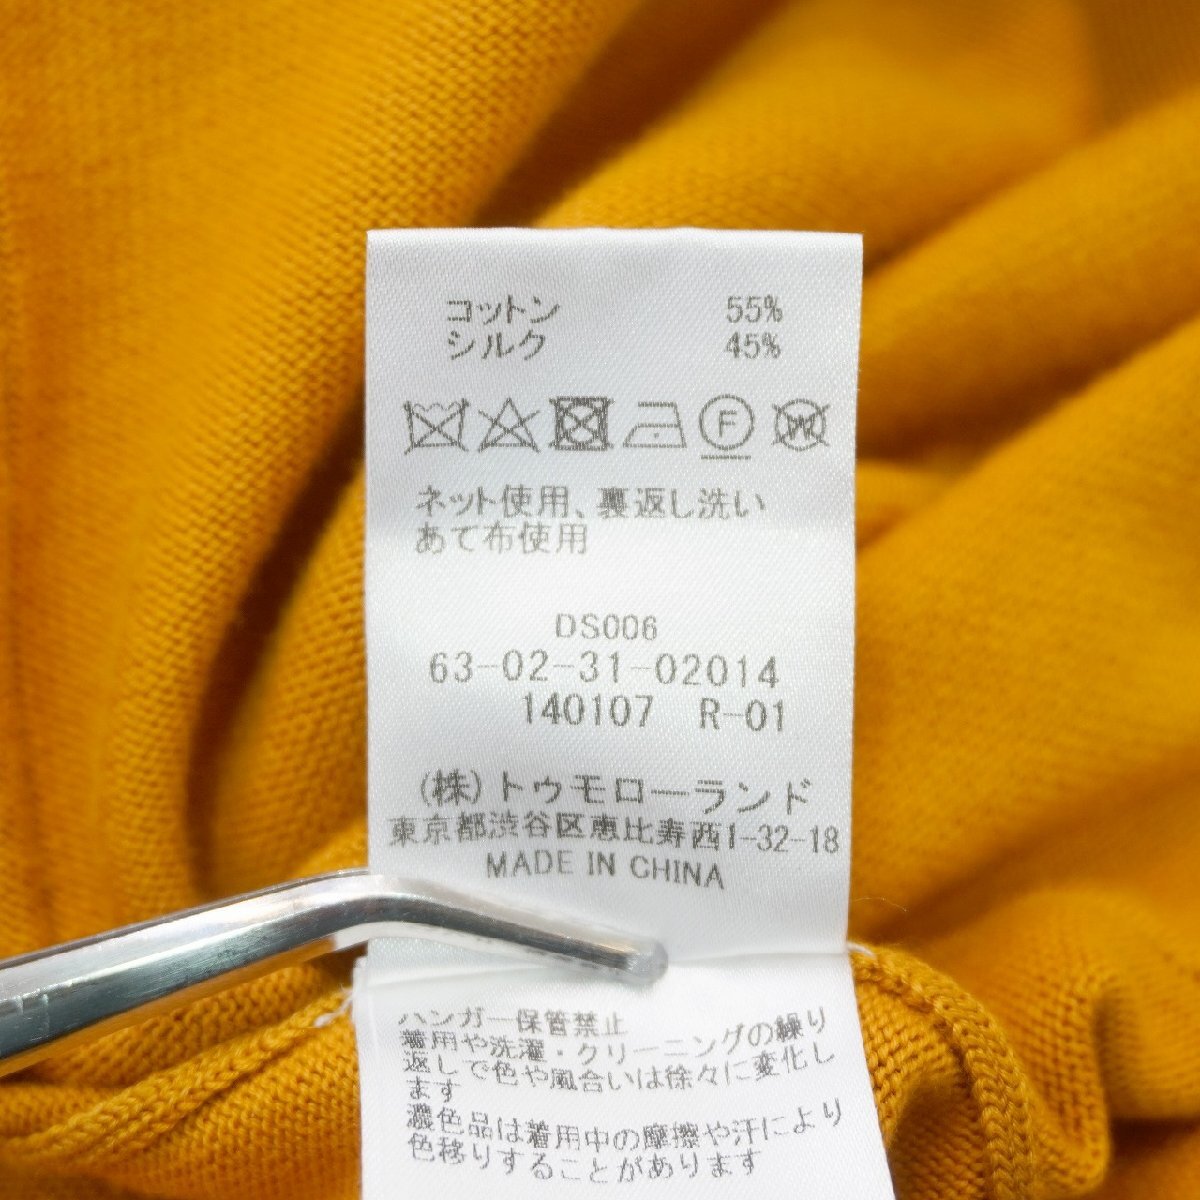 コットン 55%
シルク 45%
F W
ネット使用、裏返し洗い
あて布使用
DS006
63-02-31-02014
140107 R-01
(株)トゥモローランド
東京都渋谷区恵比寿西1-32-18
MADE IN CHINA
ハンガー保管禁止
着用や洗濯・クリーニングの繰り
返しで色や風合いは徐々に変化し
ます
濃色品は着用中の摩擦や汗により
色移りすることがあります